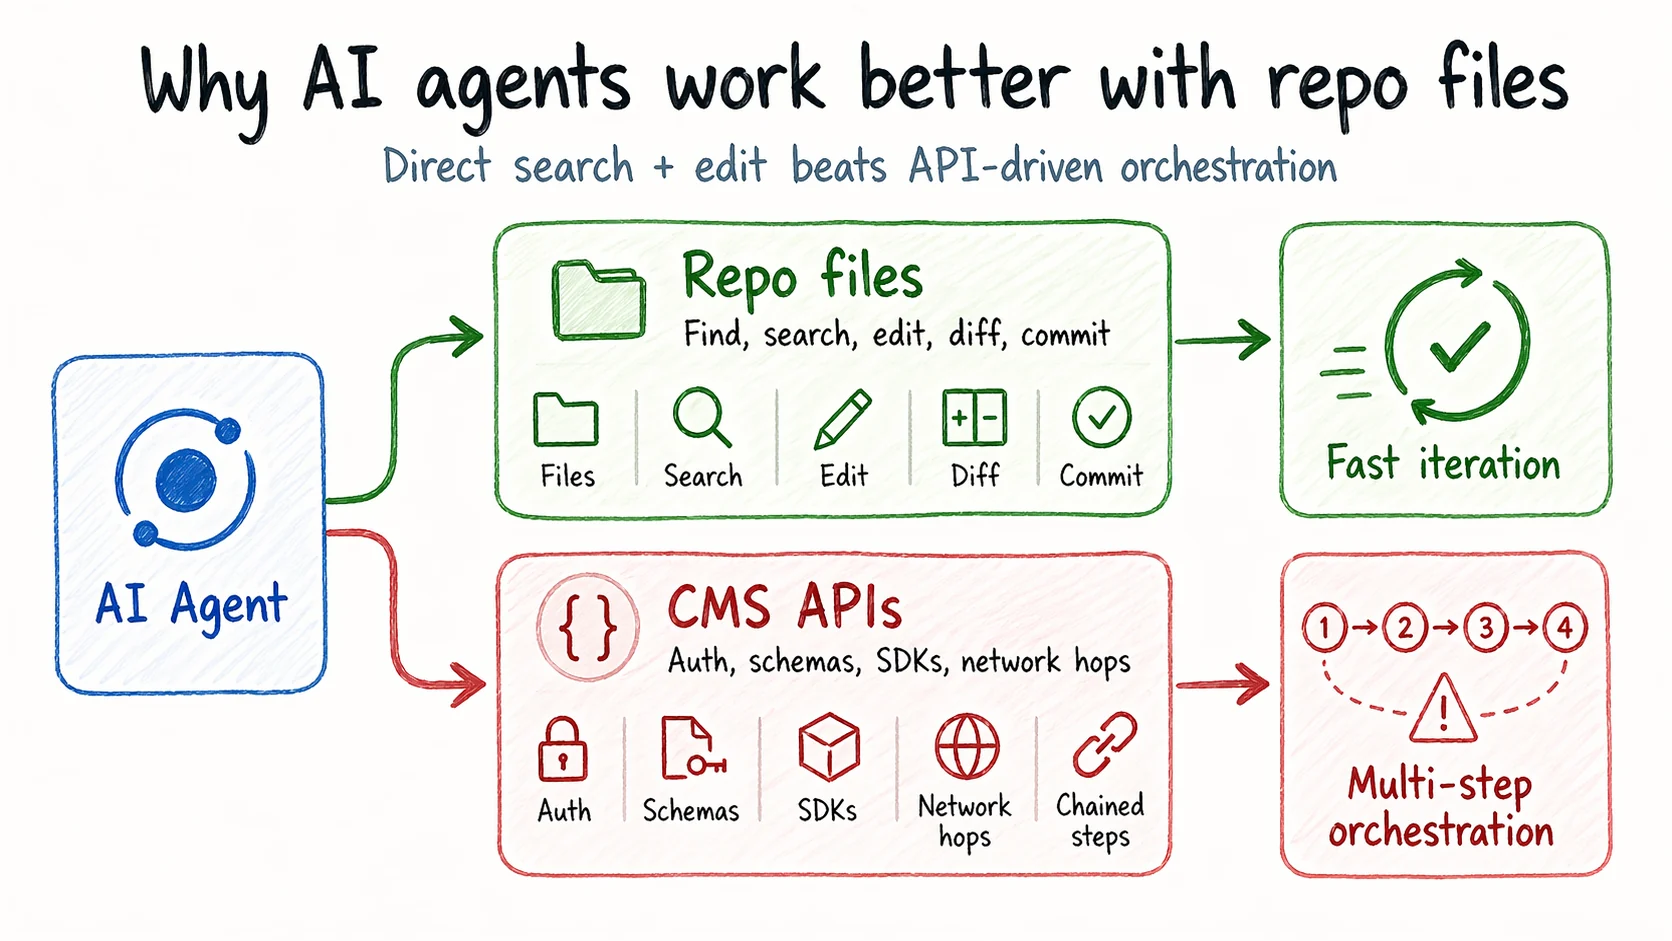 Why AI agents work better with repo files
Direct search + edit beats API-driven orchestration
AI Agent
Repo files
Find, search, edit, diff, commit
Files
Search
Edit
Diff
Commit
Fast iteration
{ } CMS APIs
Auth, schemas, SDKs, network hops
Auth
Schemas
SDKs
Network
hops
Chained
steps
1 → 2 → 3 → 4
!
Multi-step
orchestration